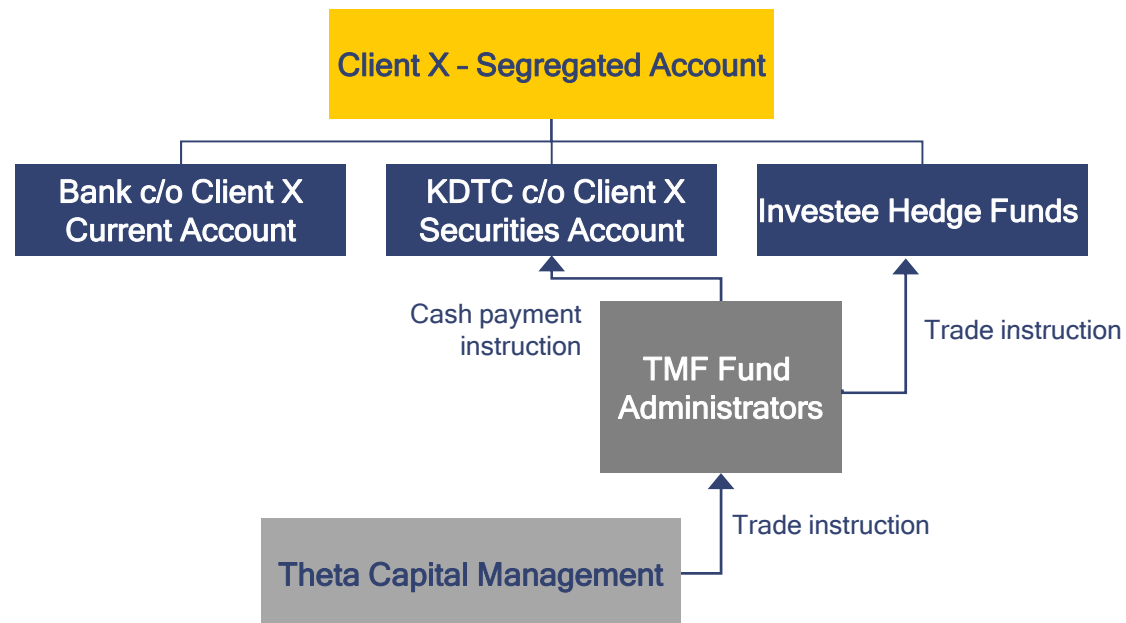 Client X – Segregated Account
Bank c/o Client X
Current Account
KDTC c/o Client X
Securities Account
Investee Hedge Funds
Cash payment
instruction
Trade instruction
TMF Fund
Administrators
Trade instruction
Theta Capital Management